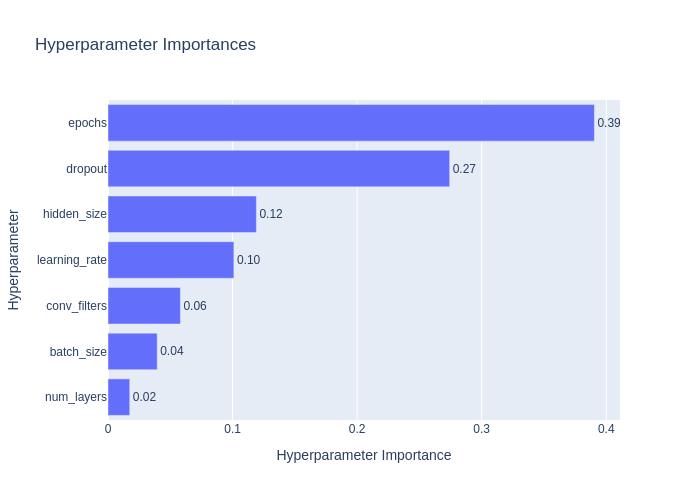 Hyperparameter Importances
Hyperparameter
epochs 0.39
dropout 0.27
hidden_size 0.12
learning_rate 0.10
conv_filters 0.06
batch_size 0.04
num_layers 0.02
0 0.1 0.2 0.3 0.4
Hyperparameter Importance